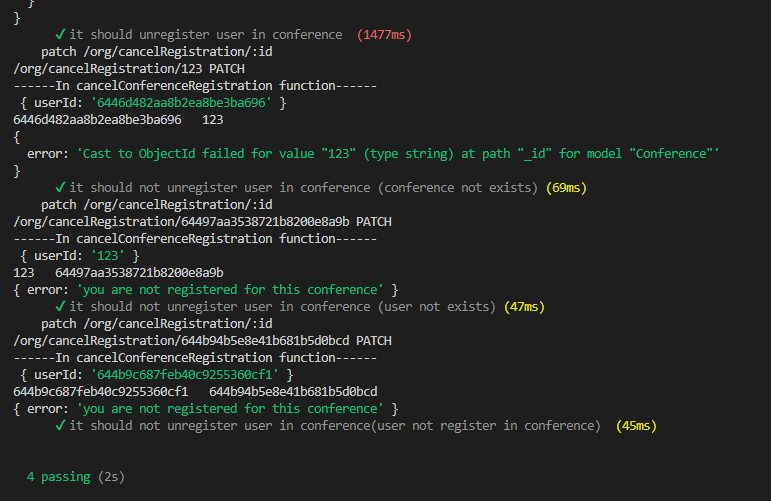 }
}
✓ it should unregister user in conference (1477ms)
patch /org/cancelRegistration/:id
/org/cancelRegistration/123 PATCH
------In cancelConferenceRegistration function------
{ userId: '6446d482aa8b2ea8be3ba696' }
6446d482aa8b2ea8be3ba696 123
{
error: 'Cast to ObjectId failed for value "123" (type string) at path "_id" for model "Conference"'
}
✓ it should not unregister user in conference (conference not exists) (69ms)
patch /org/cancelRegistration/:id
/org/cancelRegistration/64497aa3538721b8200e8a9b PATCH
------In cancelConferenceRegistration function------
{ userId: '123' }
123 64497aa3538721b8200e8a9b
{ error: 'you are not registered for this conference' }
✓ it should not unregister user in conference (user not exists) (47ms)
patch /org/cancelRegistration/:id
/org/cancelRegistration/644b94b5e8e41b681b5d0bcd PATCH
------In cancelConferenceRegistration function------
{ userId: '644b9c687feb40c9255360cf1' }
644b9c687feb40c9255360cf1 644b94b5e8e41b681b5d0bcd
{ error: 'you are not registered for this conference' }
✓ it should not unregister user in conference(user not register in conference) (45ms)
4 passing (2s)